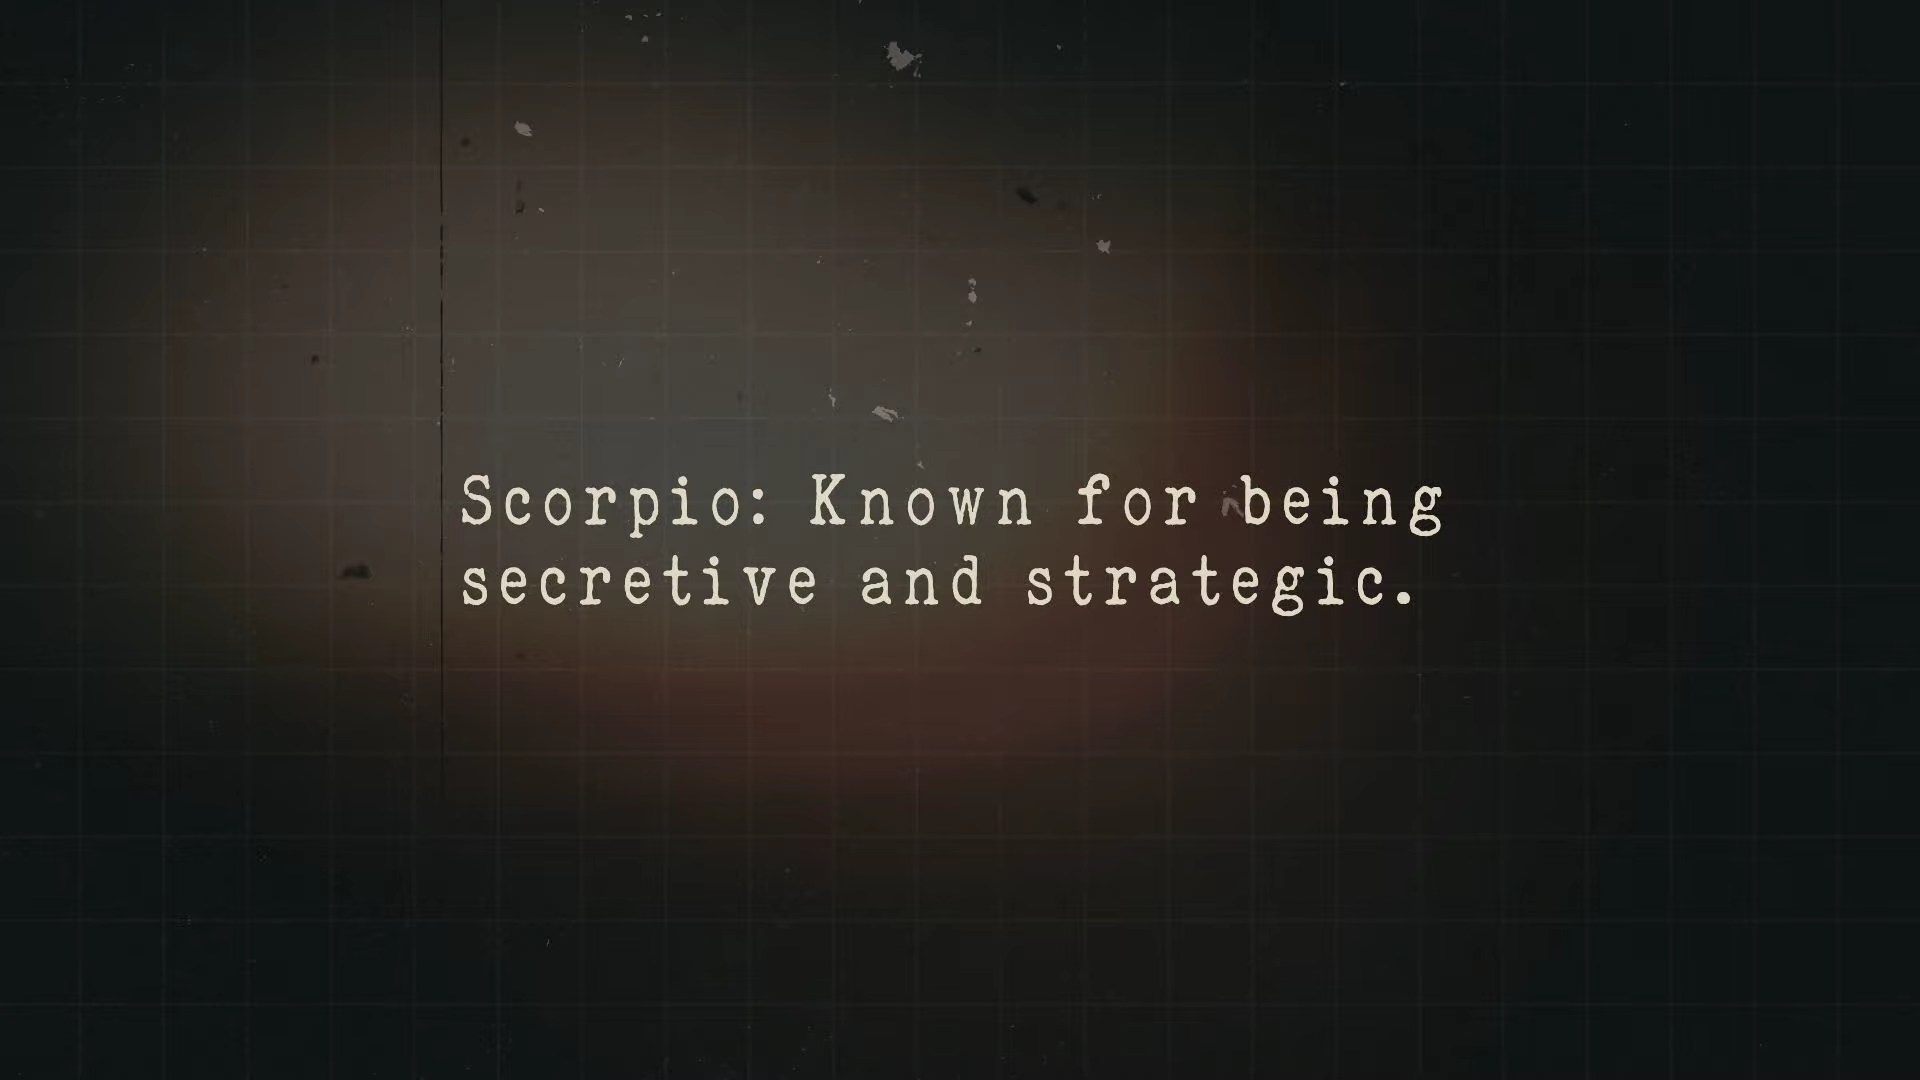 Scorpio: Known for being
secretive and strategic.